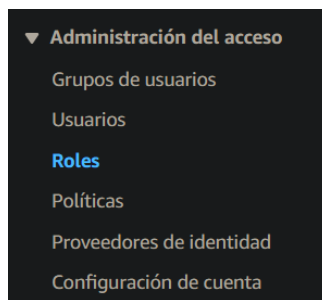 Administración del acceso
Grupos de usuarios
Usuarios
Roles
Políticas
Proveedores de identidad
Configuración de cuenta